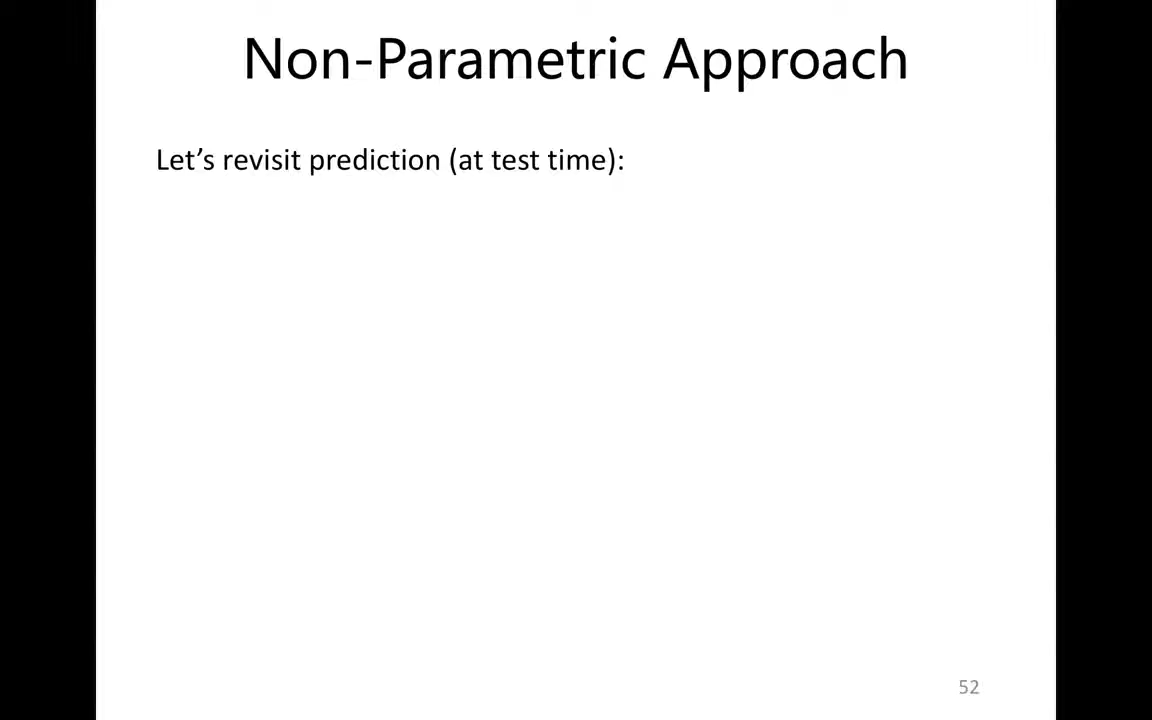 Non-Parametric Approach
Let’s revisit prediction (at test time):
52